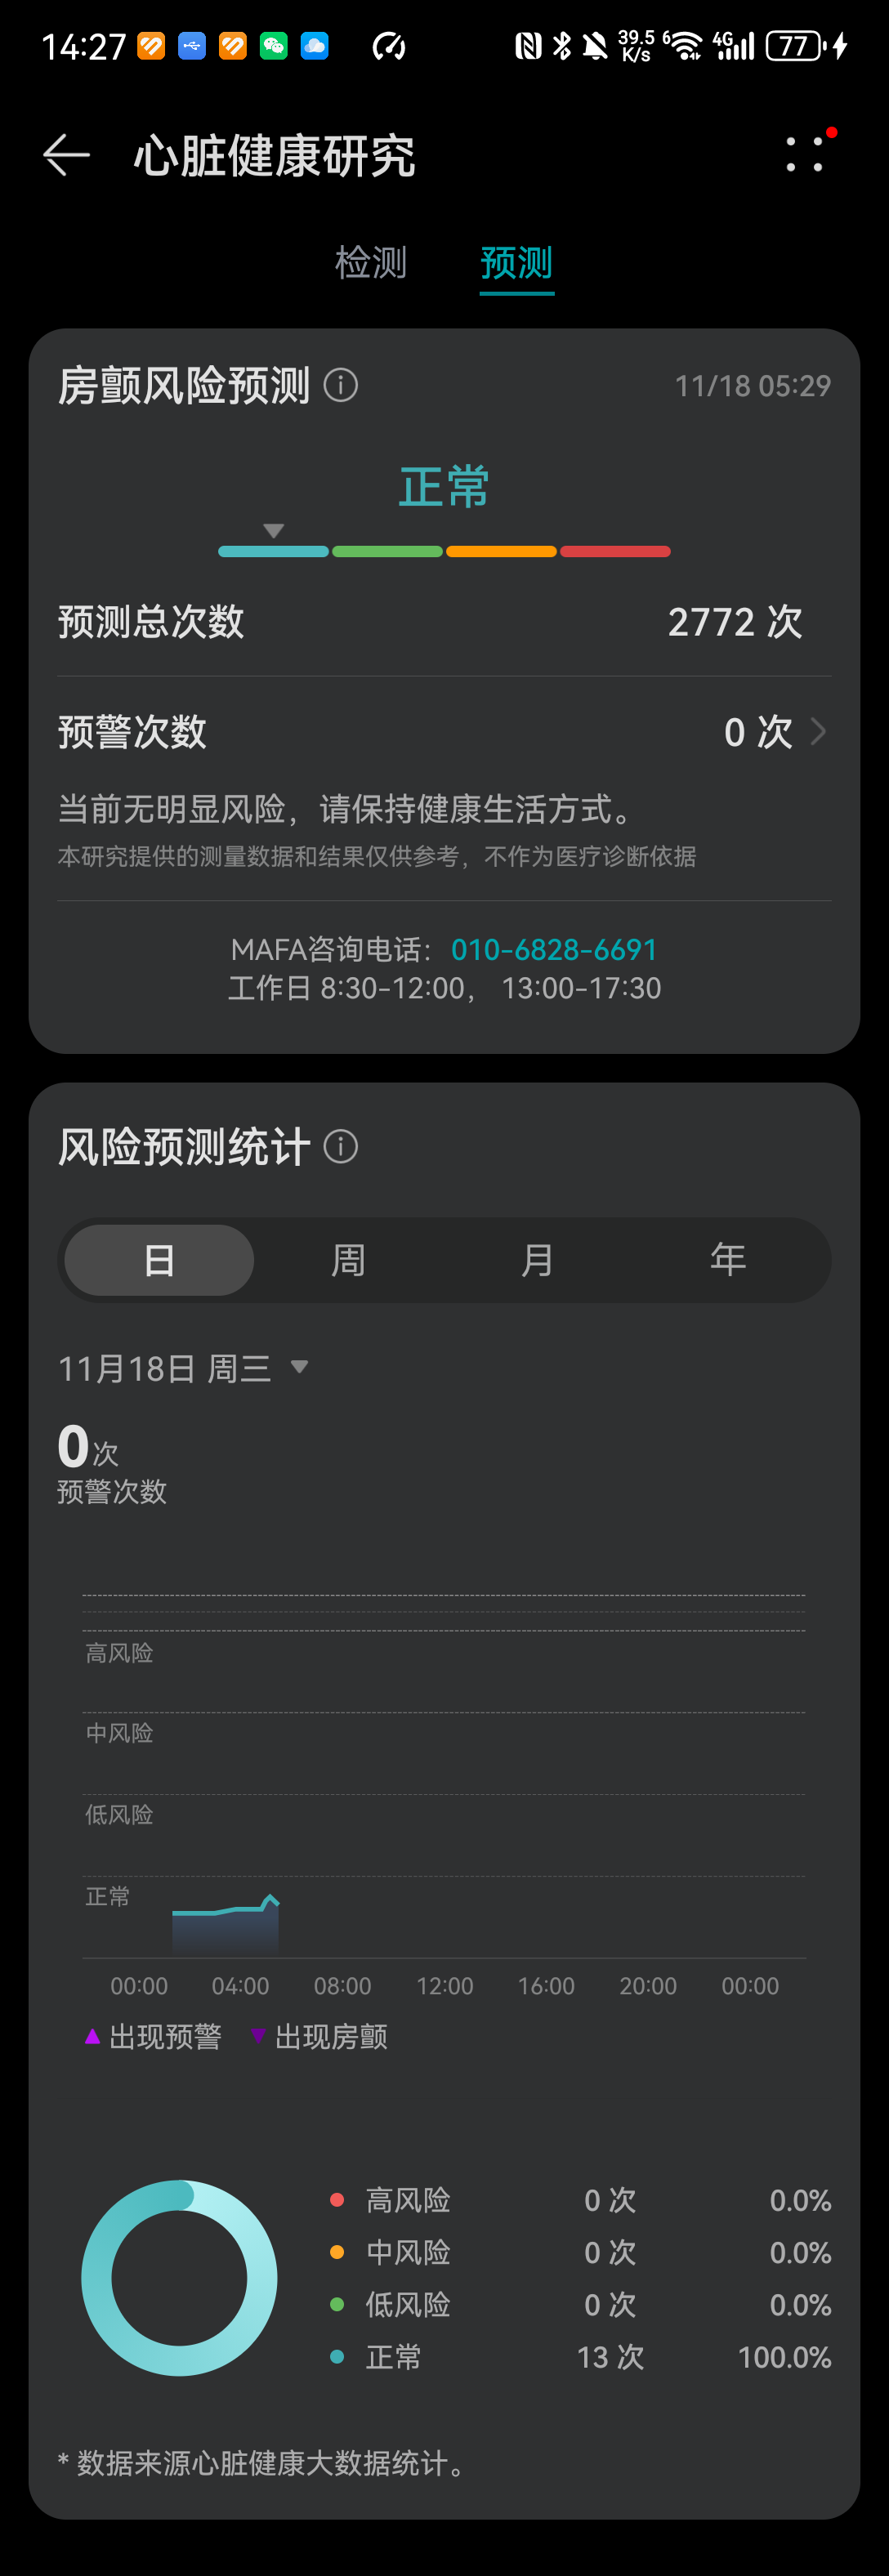 14:27 39.5 K/s 6 4G 77
心脏健康研究
检测 预测
房颤风险预测 11/18 05:29
正常
预测总次数 2772 次
预警次数 0 次
当前无明显风险，请保持健康生活方式。
本研究提供的测量数据和结果仅供参考，不作为医疗诊断依据
MAFA咨询电话：010-6828-6691
工作日 8:30-12:00， 13:00-17:30
风险预测统计
日 周 月 年
11月18日 周三
0次
预警次数
高风险
中风险
低风险
正常
00:00 04:00 08:00 12:00 16:00 20:00 00:00
出现预警 出现房颤
高风险 0 次 0.0%
中风险 0 次 0.0%
低风险 0 次 0.0%
正常 13 次 100.0%
* 数据来源心脏健康大数据统计。